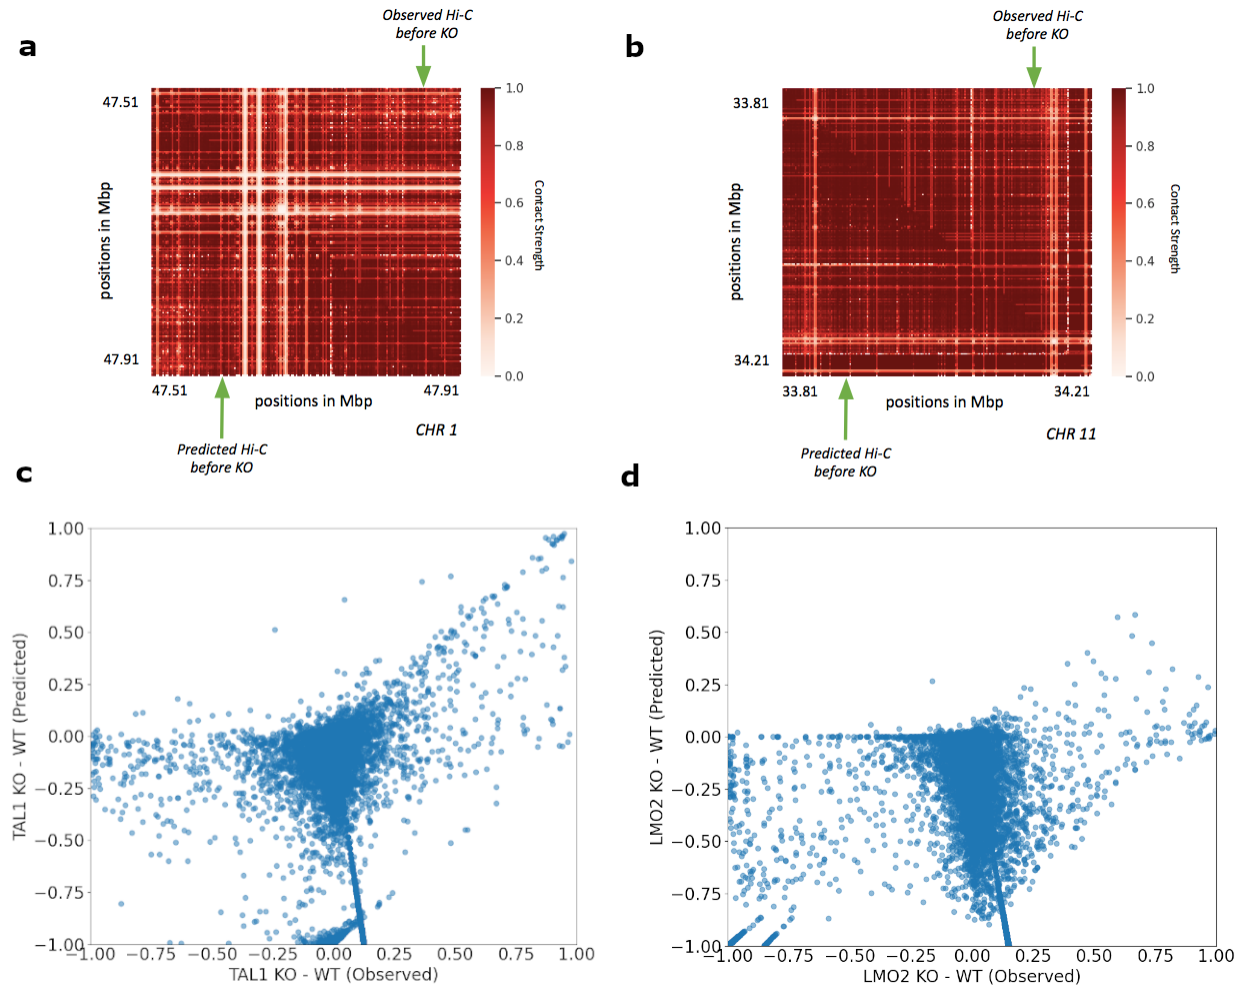 Observed Hi-C
before KO
Observed Hi-C
before KO
a
b
47.51
1.0
33.81
1.0
0.8
0.8
positions in Mbp
0.6
Contact Strength
positions in Mbp
0.6
Contact Strength
0.4
0.4
0.2
0.2
47.91
0.0
34.21
0.0
47.51
47.91
33.81
34.21
positions in Mbp
positions in Mbp
CHR 1
CHR 11
Predicted Hi-C
before KO
Predicted Hi-C
before KO
c
d
1.00
0.75
0.50
0.25
0.00
−0.25
−0.50
−0.75
−1.00
TAL1 KO - WT (Predicted)
−1.00 −0.75 −0.50 −0.25 0.00 0.25 0.50 0.75 1.00
TAL1 KO - WT (Observed)
1.00
0.75
0.50
0.25
0.00
−0.25
−0.50
−0.75
−1.00
LMO2 KO - WT (Predicted)
−1.00 −0.75 −0.50 −0.25 0.00 0.25 0.50 0.75 1.00
LMO2 KO - WT (Observed)